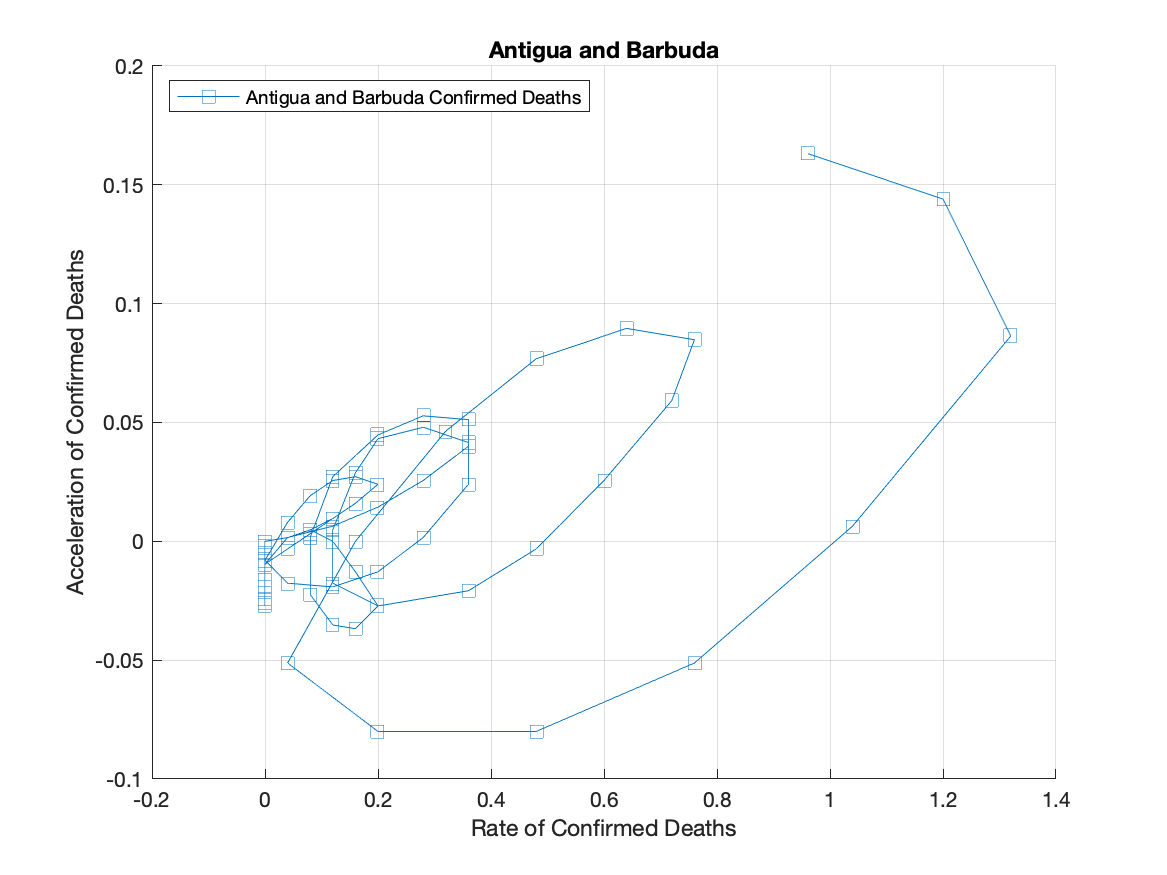 Antigua and Barbuda
0.2
Antigua and Barbuda Confirmed Deaths
0.15
0.1
0.05
0
-0.05
-0.1
Acceleration of Confirmed Deaths
-0.2 0 0.2 0.4 0.6 0.8 1 1.2 1.4
Rate of Confirmed Deaths